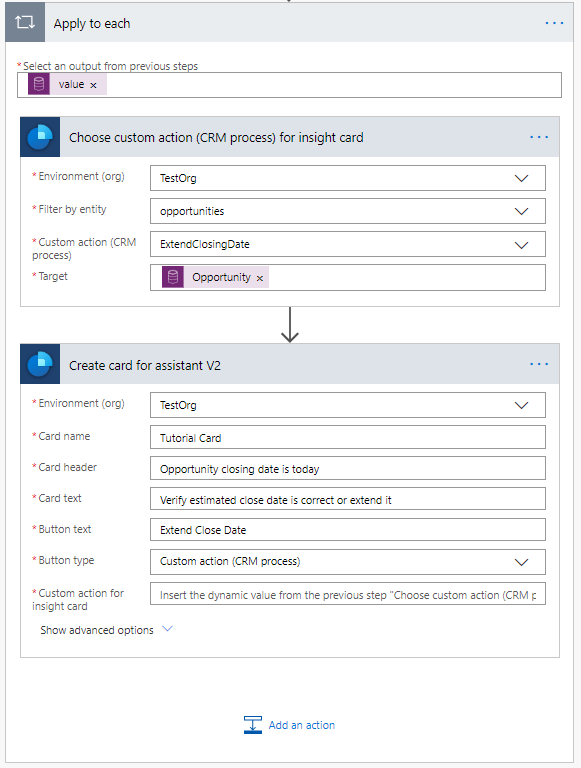 Apply to each
...
*Select an output from previous steps
value x
Choose custom action (CRM process) for insight card
...
*Environment (org)
TestOrg
*Filter by entity
opportunities
*Custom action (CRM
process)
ExtendClosingDate
*Target
Opportunity x
Create card for assistant V2
...
*Environment (org)
TestOrg
*Card name
Tutorial Card
*Card header
Opportunity closing date is today
*Card text
Verify estimated close date is correct or extend it
*Button text
Extend Close Date
*Button type
Custom action (CRM process)
*Custom action for
insight card
Insert the dynamic value from the previous step "Choose custom action (CRM p
Show advanced options
Add an action